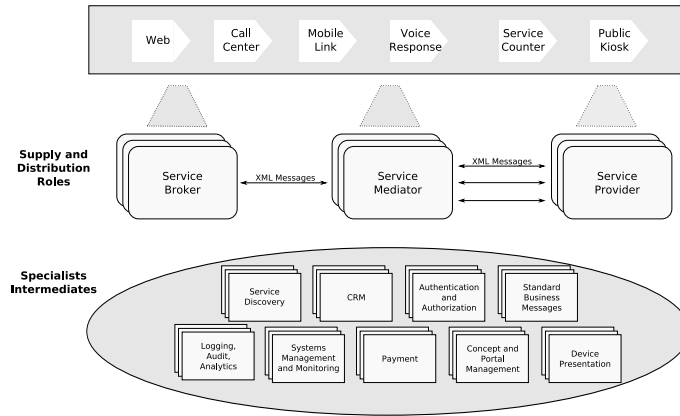 Web
Call
Center
Mobile
Link
Voice
Response
Service
Counter
Public
Kiosk
Supply and
Distribution
Roles
Service
Broker
XML Messages
Service
Mediator
XML Messages
Service
Provider
Specialists
Intermediates
Service
Discovery
CRM
Authentication
and
Authorization
Standard
Business
Messages
Logging,
Audit,
Analytics
Systems
Management
and Monitoring
Payment
Concept and
Portal
Management
Device
Presentation